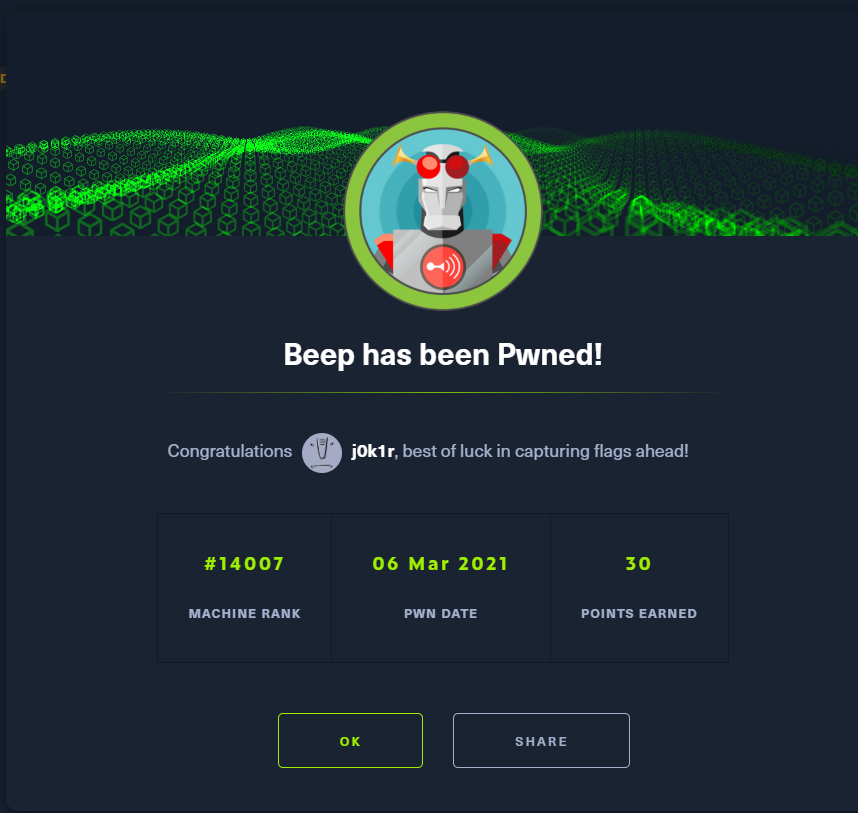 Beep has been Pwned!
Congratulations j0k1r, best of luck in capturing flags ahead!
#14007 06 Mar 2021 30
MACHINE RANK PWN DATE POINTS EARNED
OK SHARE